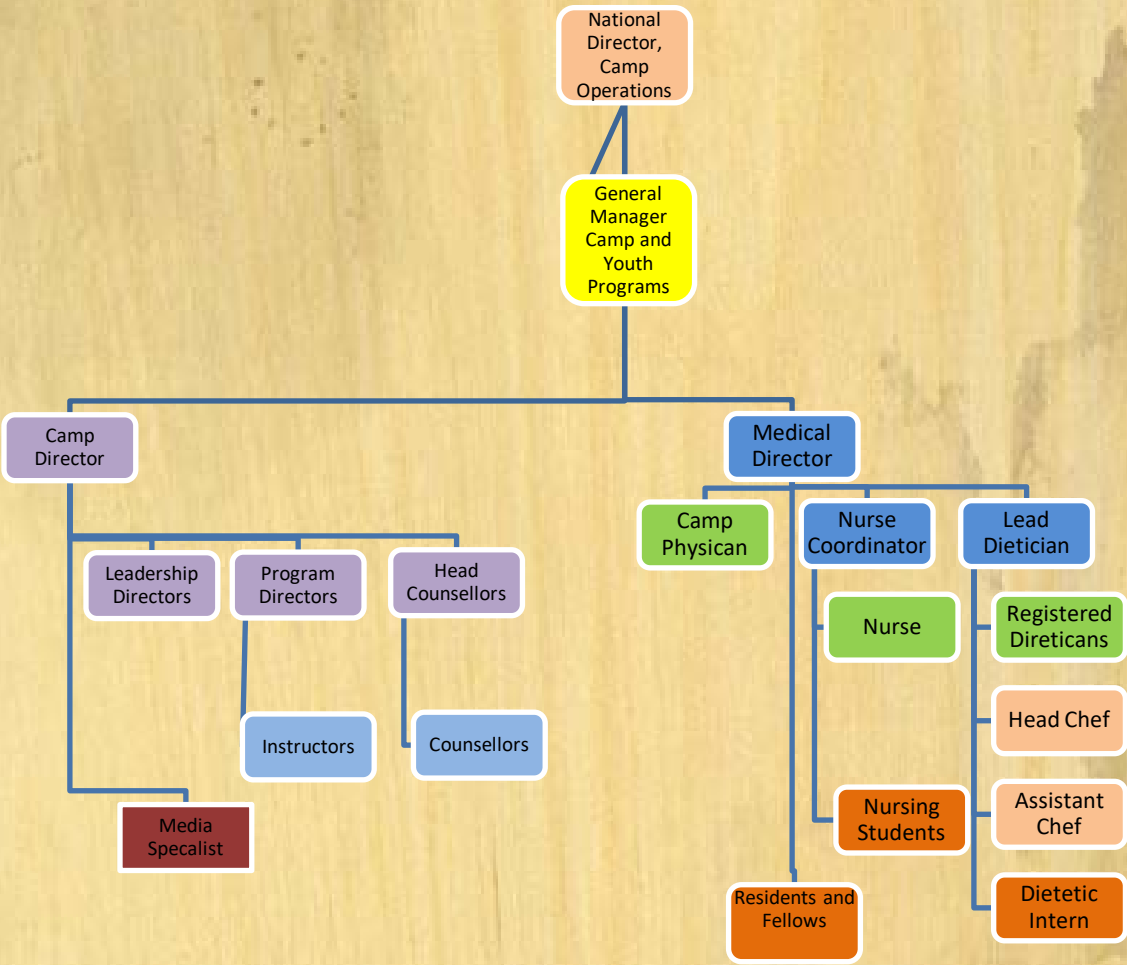 National
Director,
Camp
Operations
General
Manager
Camp and
Youth
Programs
Camp
Director
Medical
Director
Leadership
Directors
Program
Directors
Head
Counsellors
Camp
Physican
Nurse
Coordinator
Lead
Dietician
Nurse
Registered
Direticans
Instructors
Counsellors
Head Chef
Media
Specalist
Nursing
Students
Assistant
Chef
Residents and
Fellows
Dietetic
Intern